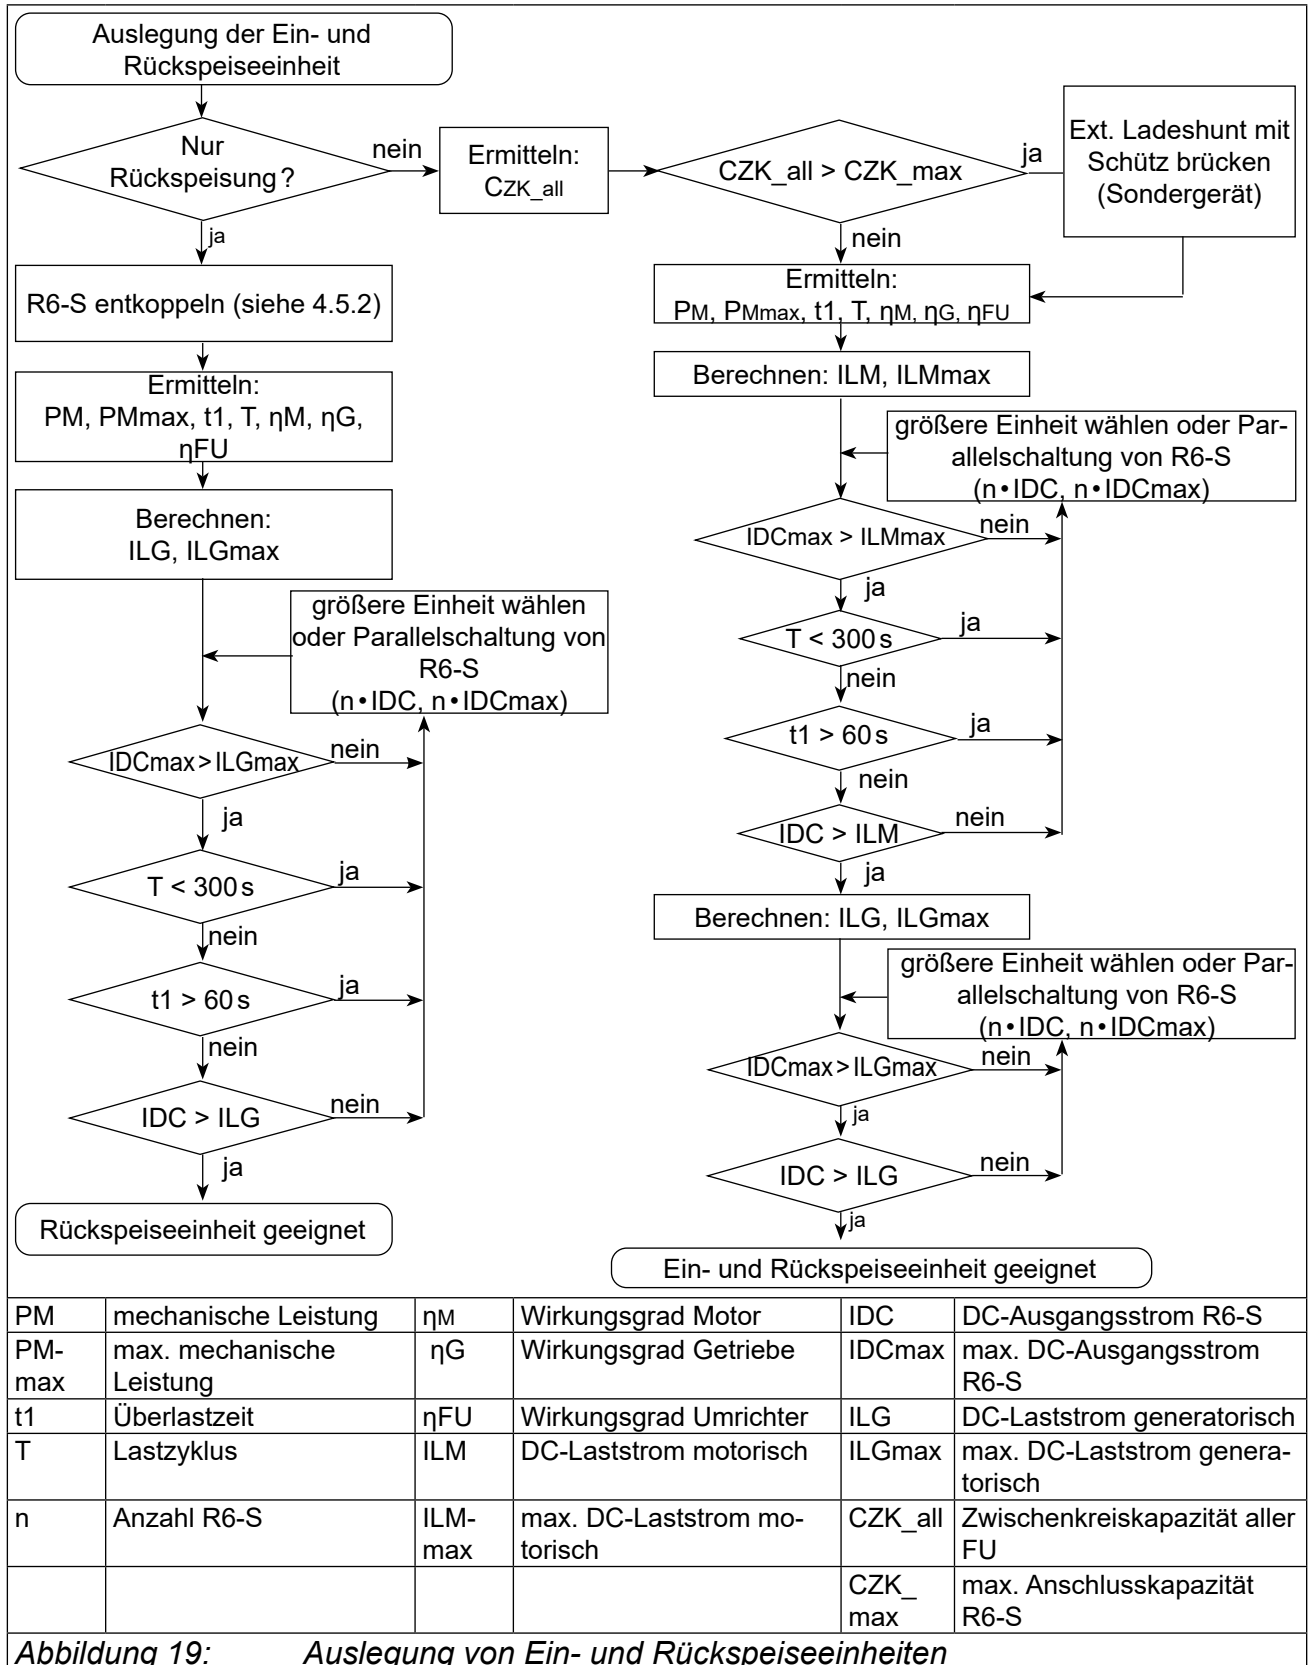 Auslegung der Ein- und
Rückspeiseeinheit
Nur
Rückspeisung?
nein
ja
Ermitteln:
CZK_all
CZK_all > CZK_max
ja
nein
Ext. Ladeshunt mit
Schütz brücken
(Sondergerät)
R6-S entkoppeln (siehe 4.5.2)
Ermitteln:
PM, PMmax, t1, T, ηM, ηG,
ηFU
Berechnen:
ILG, ILGmax
größere Einheit wählen
oder Parallelschaltung von
R6-S
(n•IDC, n•IDCmax)
IDCmax>ILGmax
nein
ja
T < 300s
ja
nein
t1 > 60s
ja
nein
IDC > ILG
nein
ja
Rückspeiseeinheit geeignet
Ermitteln:
PM, PMmax, t1, T, ηM, ηG, ηFU
Berechnen: ILM, ILMmax
größere Einheit wählen oder Par-
allelschaltung von R6-S
(n•IDC, n•IDCmax)
IDCmax > ILMmax
nein
ja
T < 300s
ja
nein
t1 > 60s
ja
nein
IDC > ILM
nein
ja
Berechnen: ILG, ILGmax
größere Einheit wählen oder Par-
allelschaltung von R6-S
(n•IDC, n•IDCmax)
IDCmax>ILGmax
nein
ja
IDC > ILG
nein
ja
Ein- und Rückspeiseeinheit geeignet
PM mechanische Leistung ηM Wirkungsgrad Motor IDC DC-Ausgangsstrom R6-S
PM- max. mechanische ηG Wirkungsgrad Getriebe IDCmax max. DC-Ausgangsstrom
max Leistung R6-S
t1 Überlastzeit ηFU Wirkungsgrad Umrichter ILG DC-Laststrom generatorisch
T Lastzyklus ILM DC-Laststrom motorisch ILGmax max. DC-Laststrom genera-
torisch
n Anzahl R6-S ILM- max. DC-Laststrom mo- CZK_all Zwischenkreiskapazität aller
max torisch FU
CZK_ max. Anschlusskapazität
max R6-S
Abbildung 19: Auslegung von Ein- und Rückspeiseeinheiten